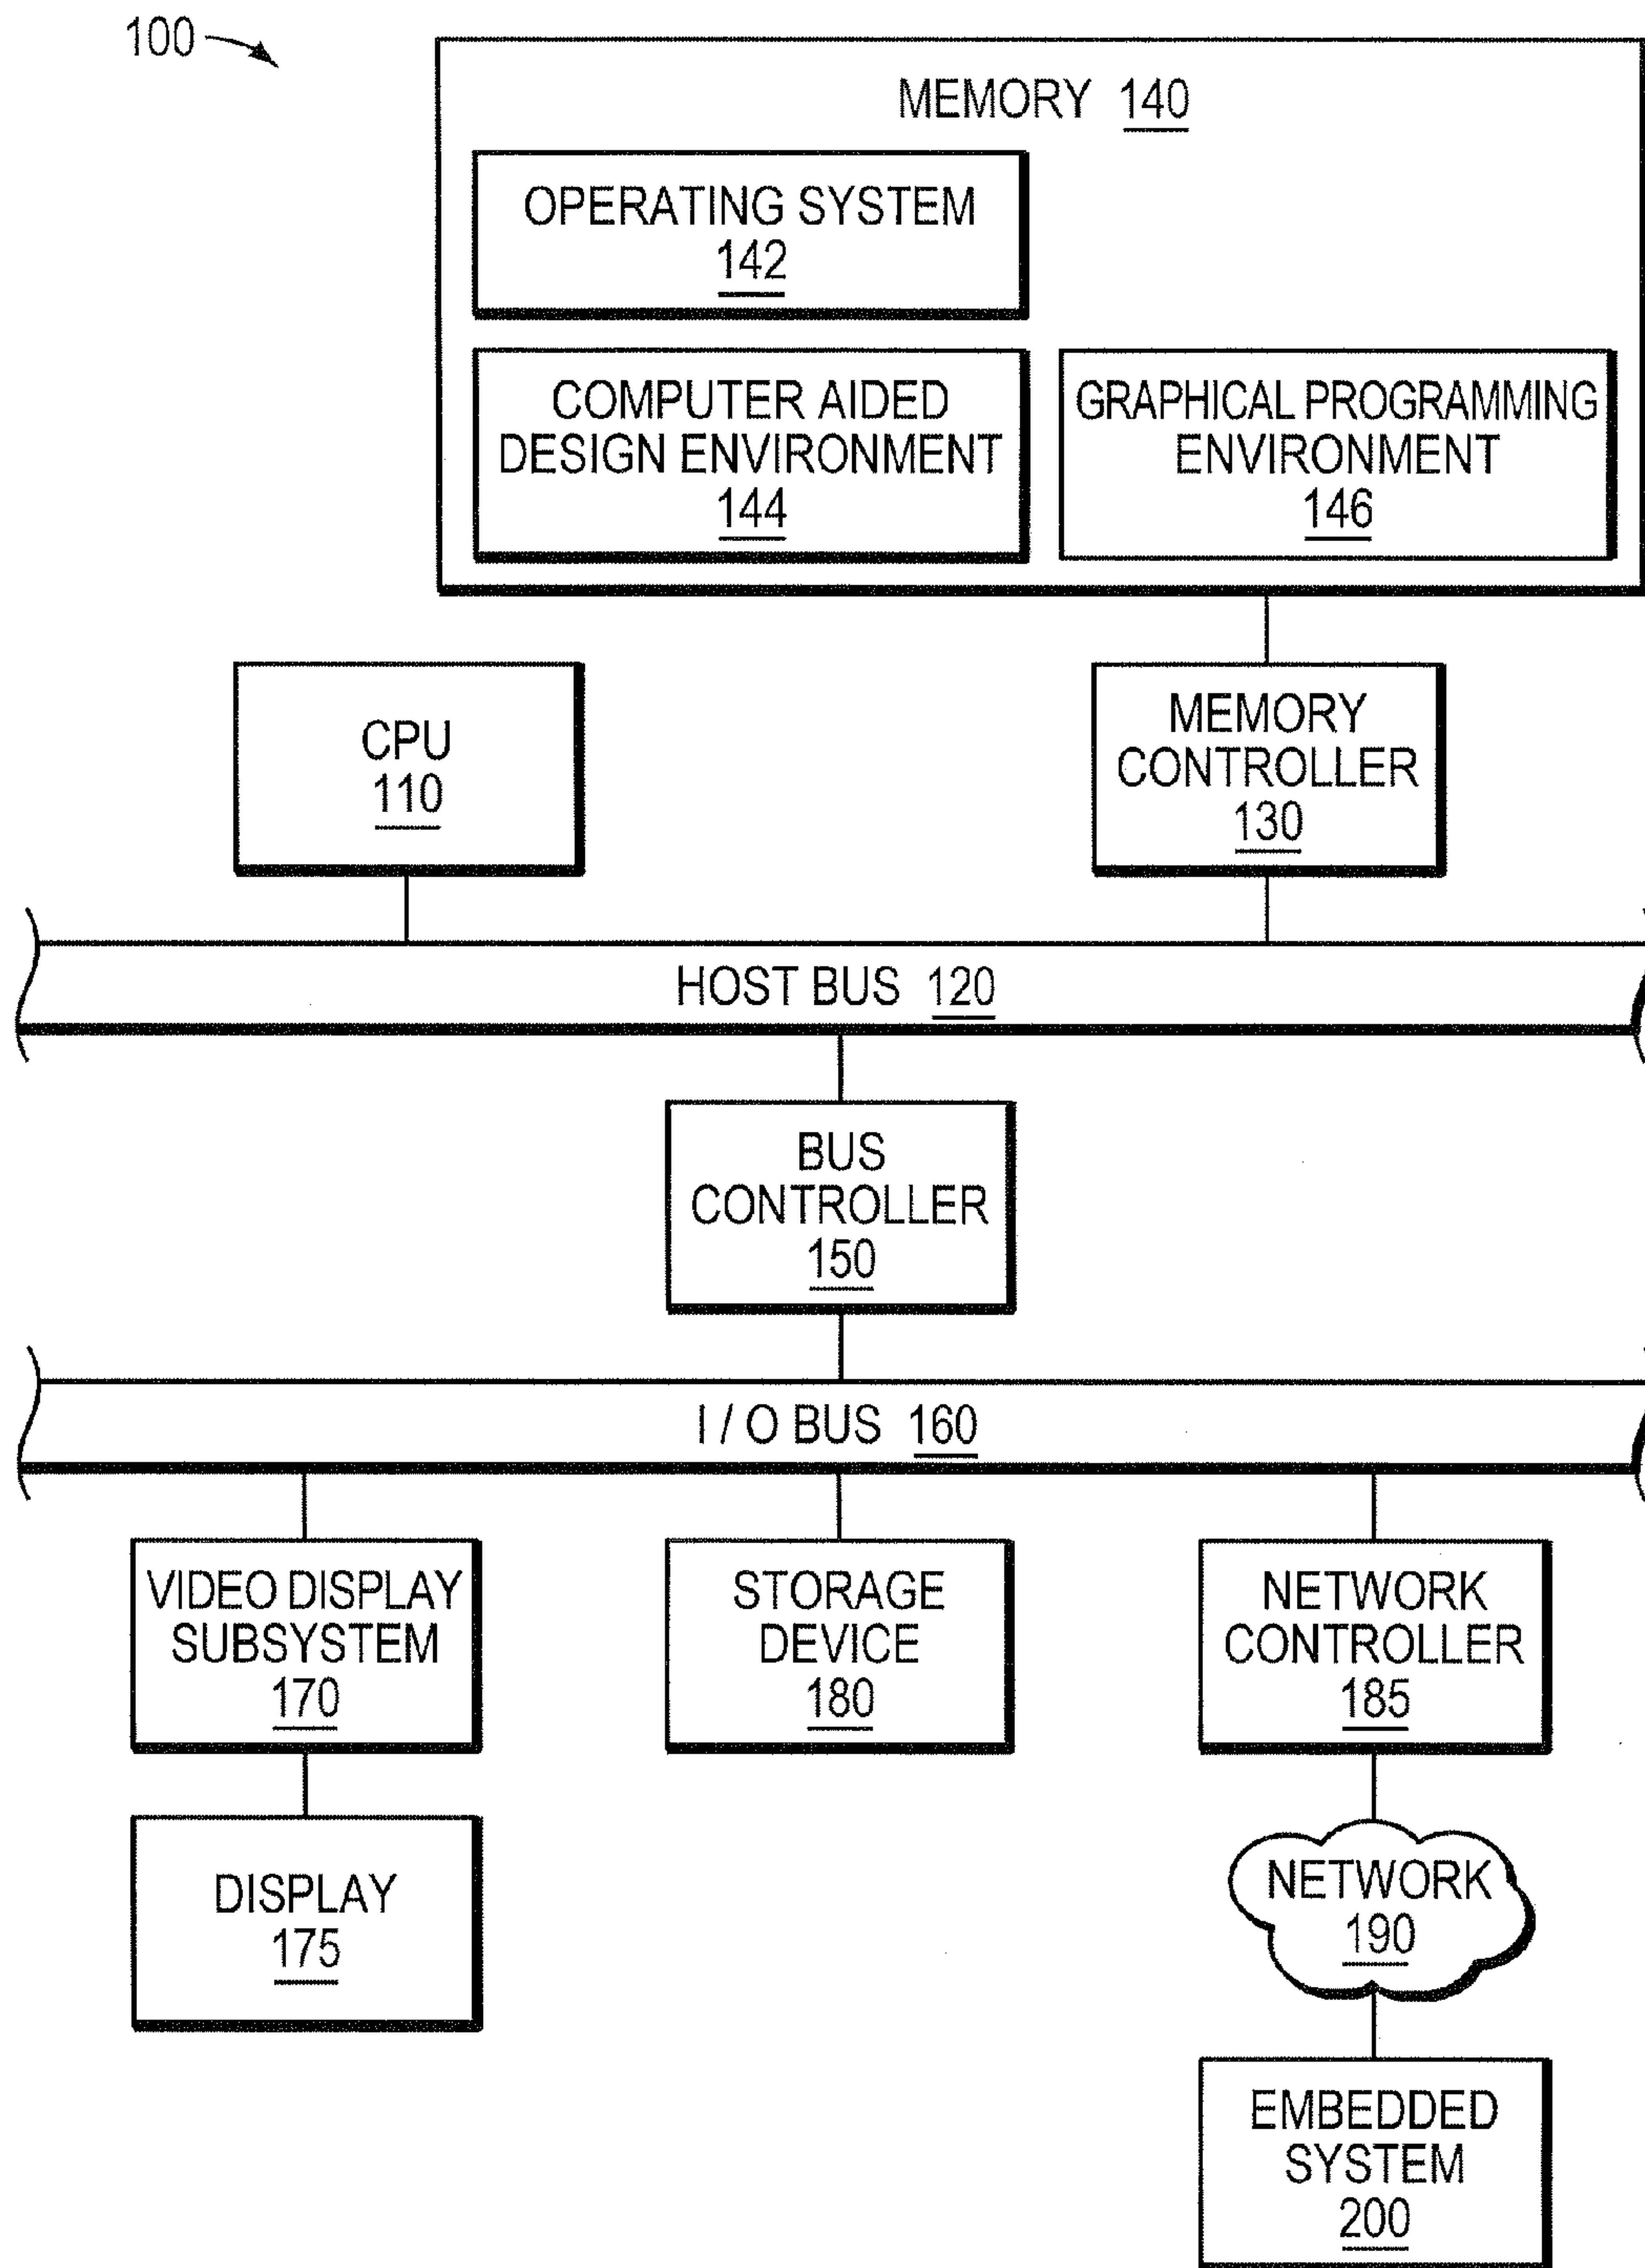 100
MEMORY 140
OPERATING SYSTEM
142
COMPUTER AIDED
DESIGN ENVIRONMENT
144
GRAPHICAL PROGRAMMING
ENVIRONMENT
146
CPU
110
MEMORY
CONTROLLER
130
HOST BUS 120
BUS
CONTROLLER
150
I / O BUS 160
VIDEO DISPLAY
SUBSYSTEM
170
STORAGE
DEVICE
180
NETWORK
CONTROLLER
185
DISPLAY
175
NETWORK
190
EMBEDDED
SYSTEM
200